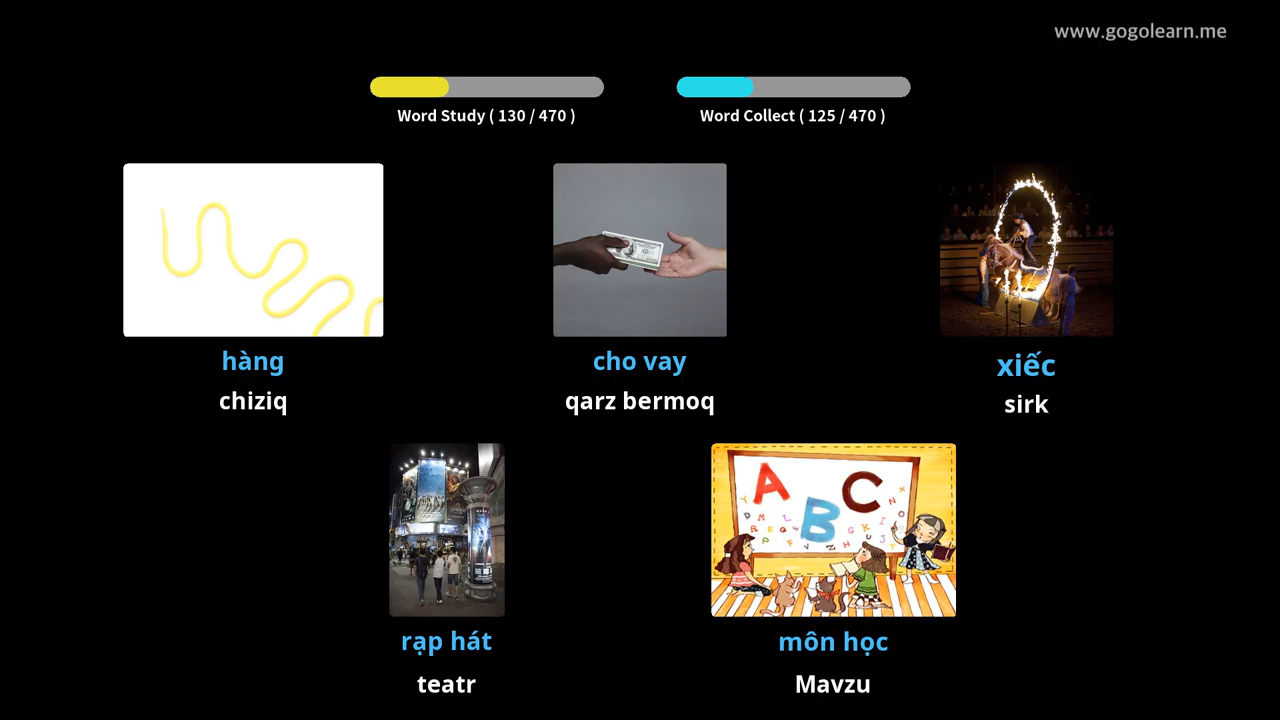 www.gogolearn.me
Word Study ( 130 / 470 )
Word Collect ( 125 / 470 )
hàng
chiziq
cho vay
qarz bermoq
xiếc
sirk
A B C
rạp hát
teatr
môn học
Mavzu